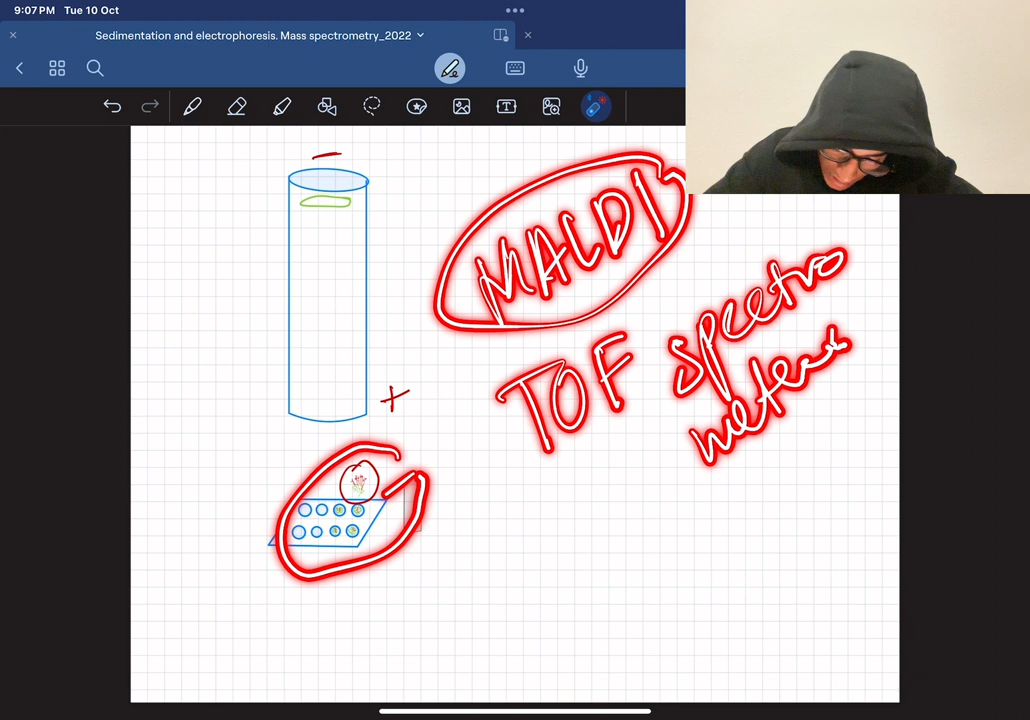 9:07 PM Tue 10 Oct
Sedimentation and electrophoresis. Mass spectrometry_2022
T
MALDI
TOF
spectro
meter